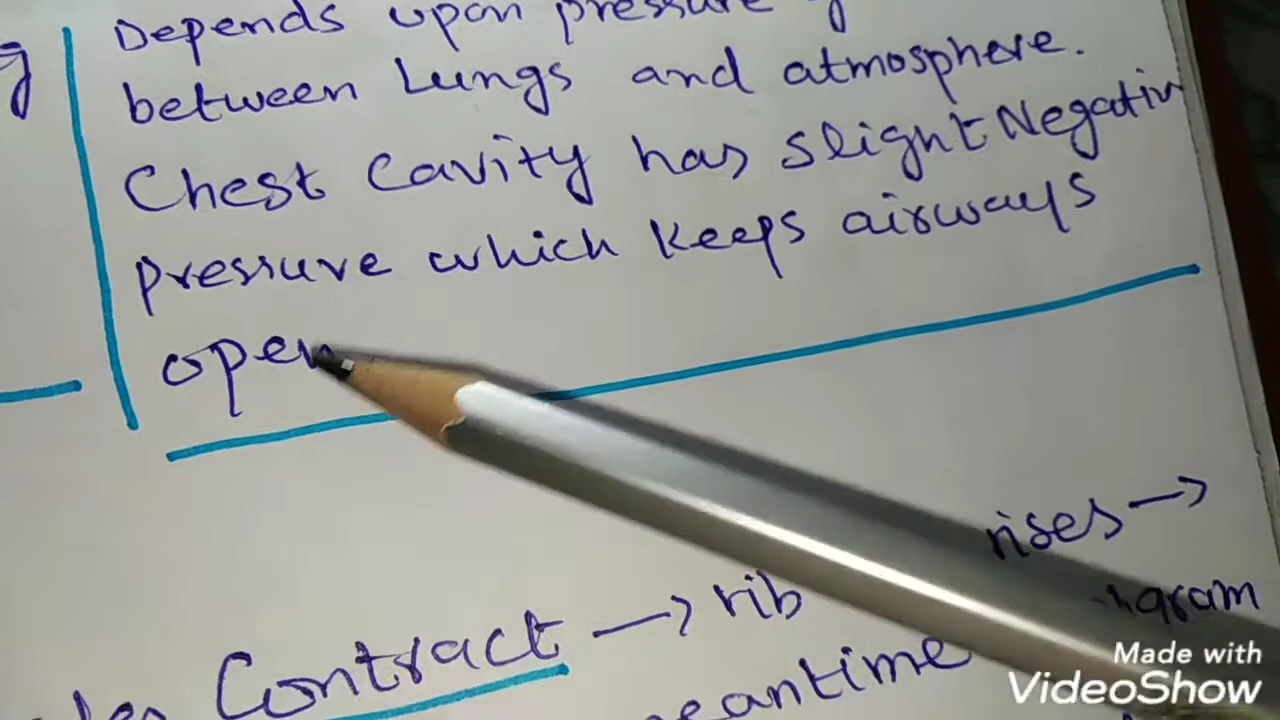 g
Depends upon pressure
between Lungs and atmosphere.
Chest Cavity has slight Negativ
pressure which keeps airways
open
rises →
Contract → rib
meantime
Made with
VideoShow